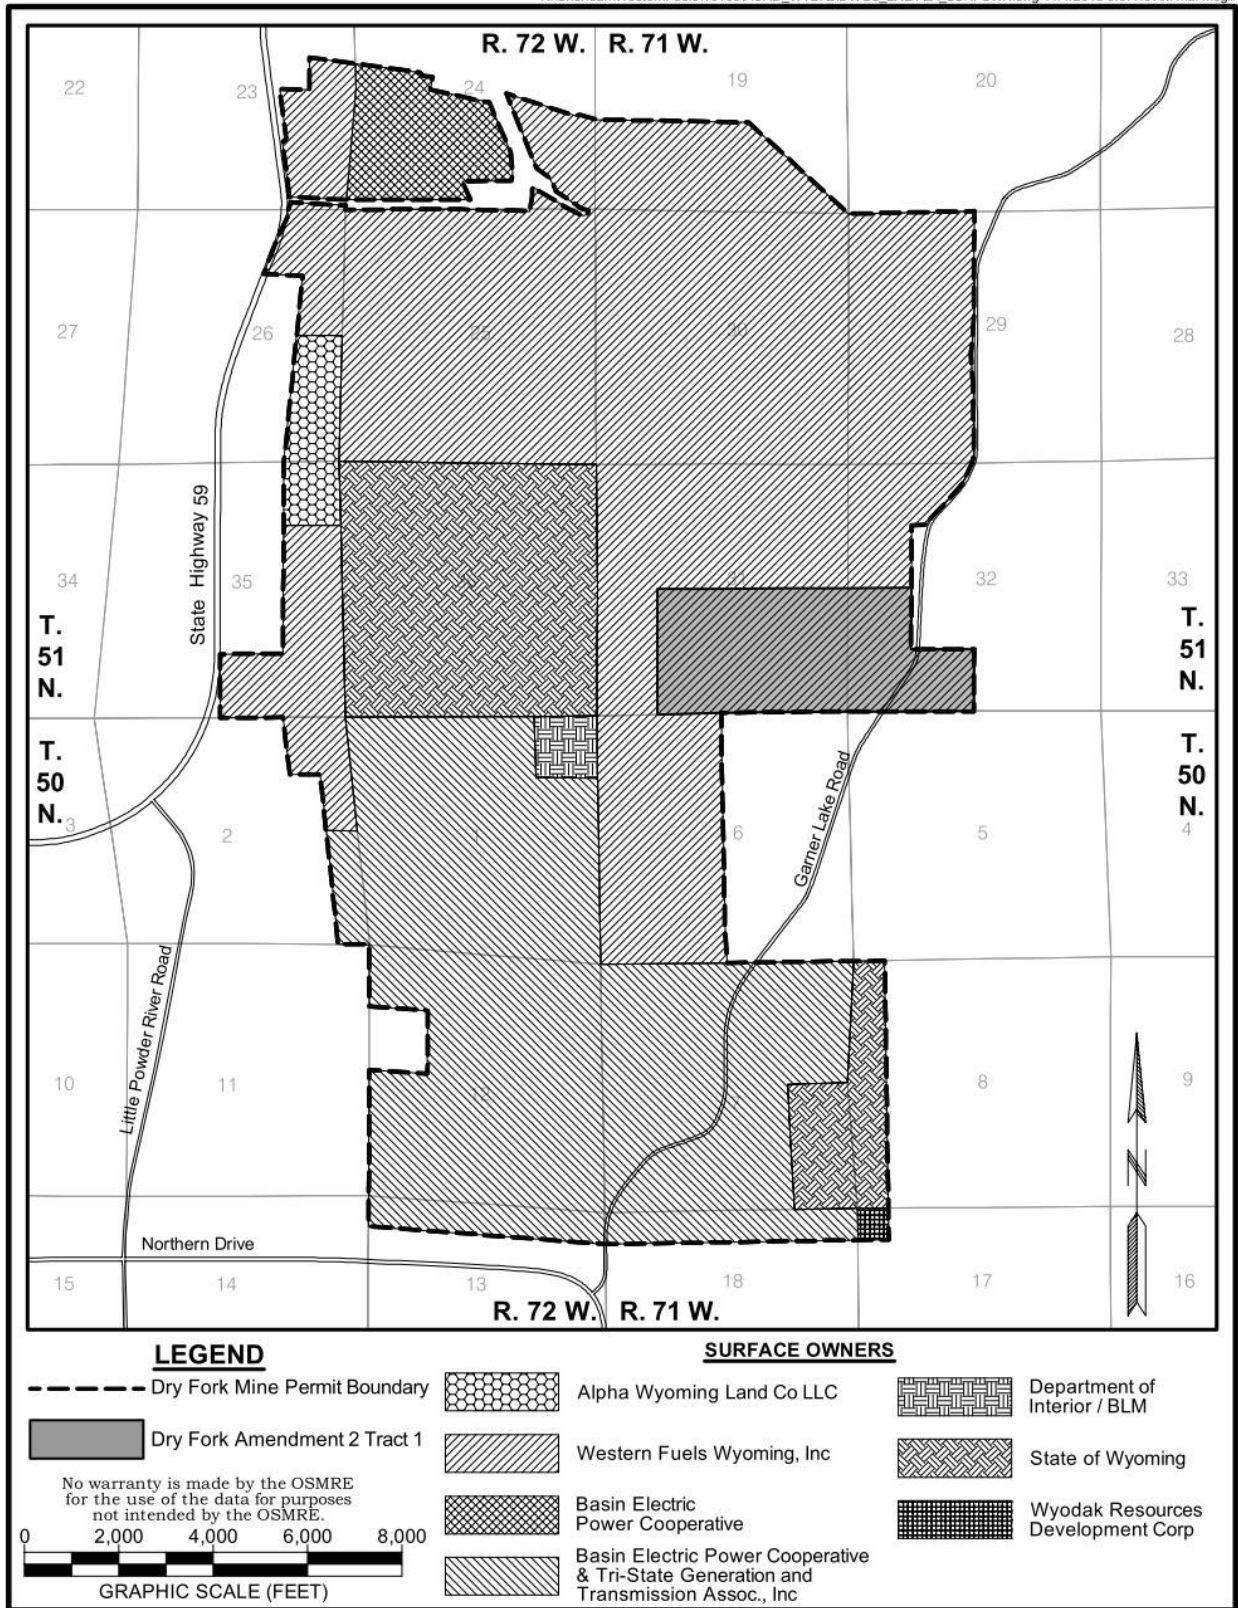 R. 72 W. R. 71 W.
22
23
24
19
20
27
26
25
30
29
28
State Highway 59
34
35
31
32
33
T.
51
N.
T.
51
N.
T.
50
N.
T.
50
N.
3
2
6
5
4
Garner Lake Road
Little Powder River Road
10
11
8
9
Northern Drive
15
14
13
18
17
16
R. 72 W. R. 71 W.
N
LEGEND
Dry Fork Mine Permit Boundary
Dry Fork Amendment 2 Tract 1
No warranty is made by the OSMRE
for the use of the data for purposes
not intended by the OSMRE.
0 2,000 4,000 6,000 8,000
GRAPHIC SCALE (FEET)
SURFACE OWNERS
Alpha Wyoming Land Co LLC
Western Fuels Wyoming, Inc
Basin Electric
Power Cooperative
Basin Electric Power Cooperative
& Tri-State Generation and
Transmission Assoc., Inc
Department of
Interior / BLM
State of Wyoming
Wyodak Resources
Development Corp